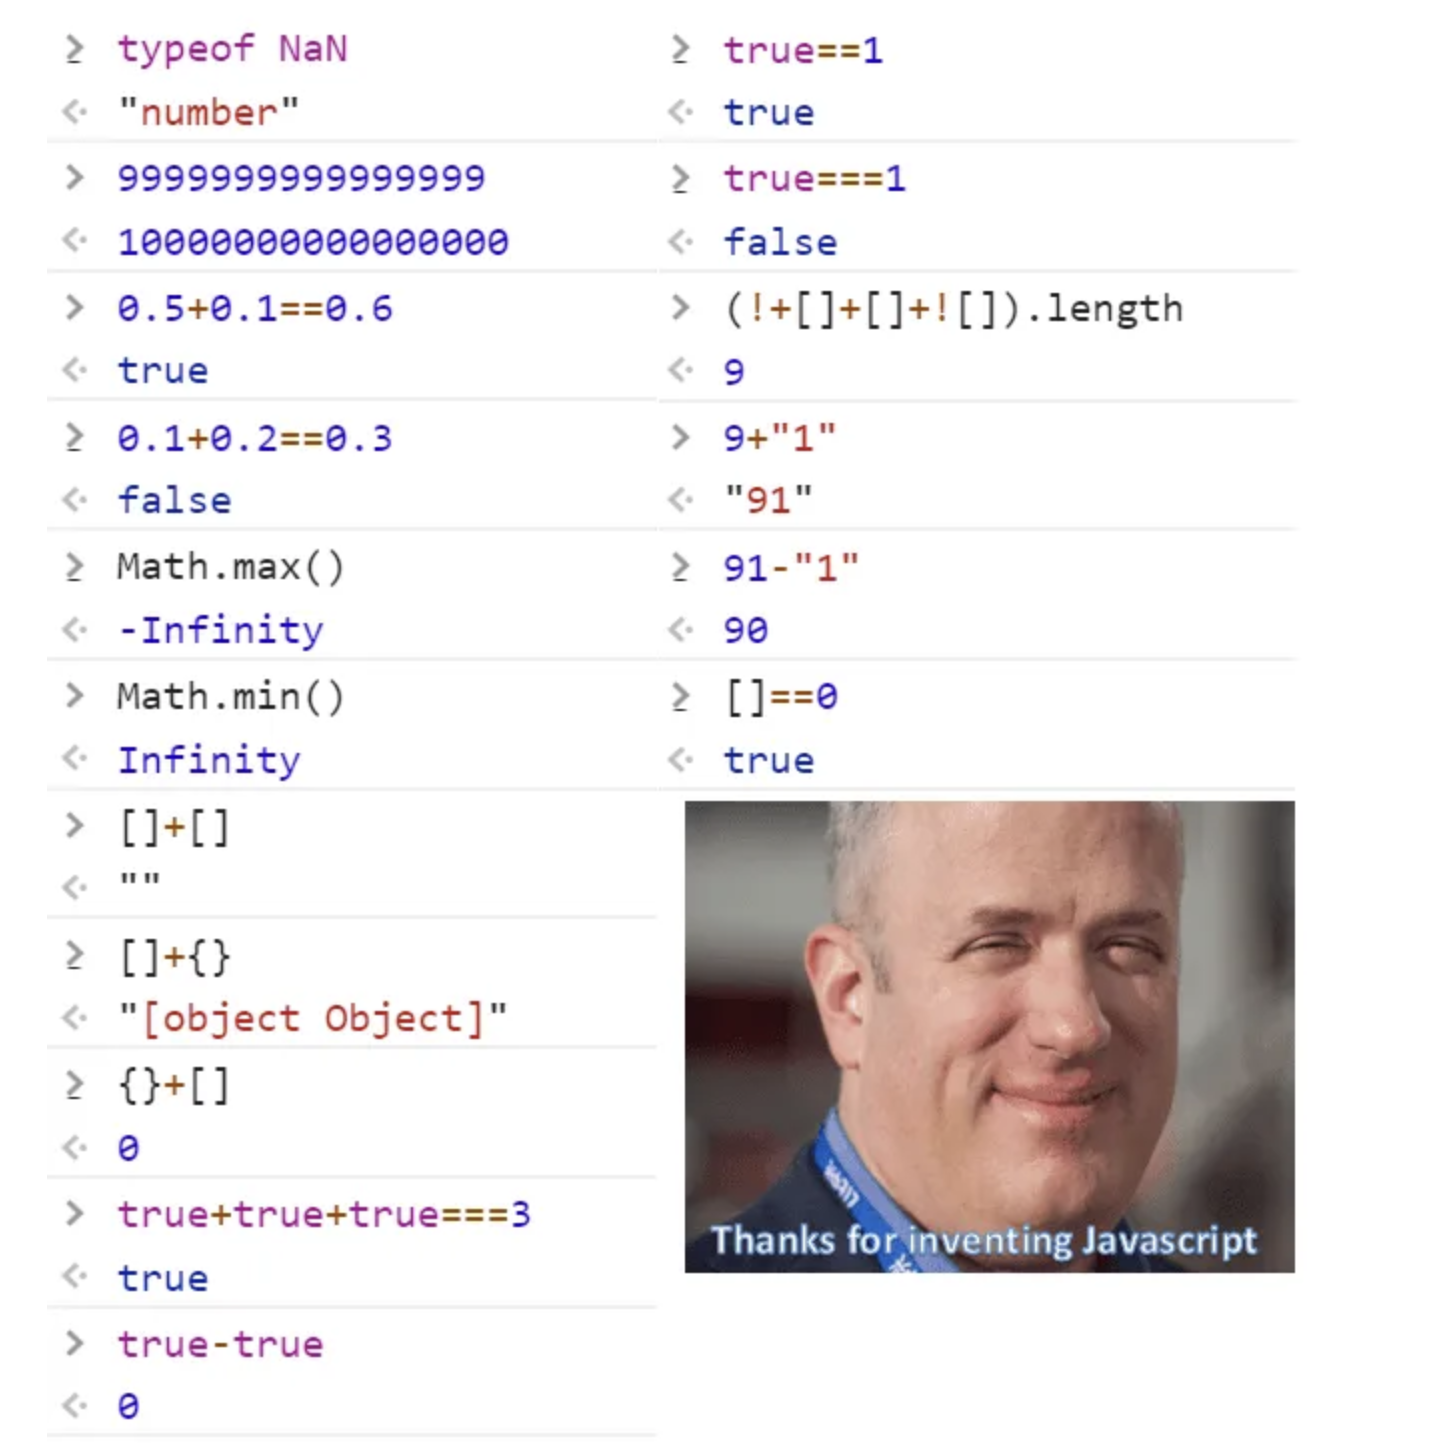 > typeof NaN
<· "number"
> 9999999999999999
<· 10000000000000000
> 0.5+0.1==0.6
<· true
> 0.1+0.2==0.3
<· false
> Math.max()
<· -Infinity
> Math.min()
<· Infinity
> []+[]
<· ""
> []+{}
<· "[object Object]"
> {}+[]
<· 0
> true+true+true===3
<· true
> true-true
<· 0
> true==1
<· true
> true===1
<· false
> (!+[]+[]+![]).length
<· 9
> 9+"1"
<· "91"
> 91-"1"
<· 90
> []==0
<· true
Thanks for inventing Javascript